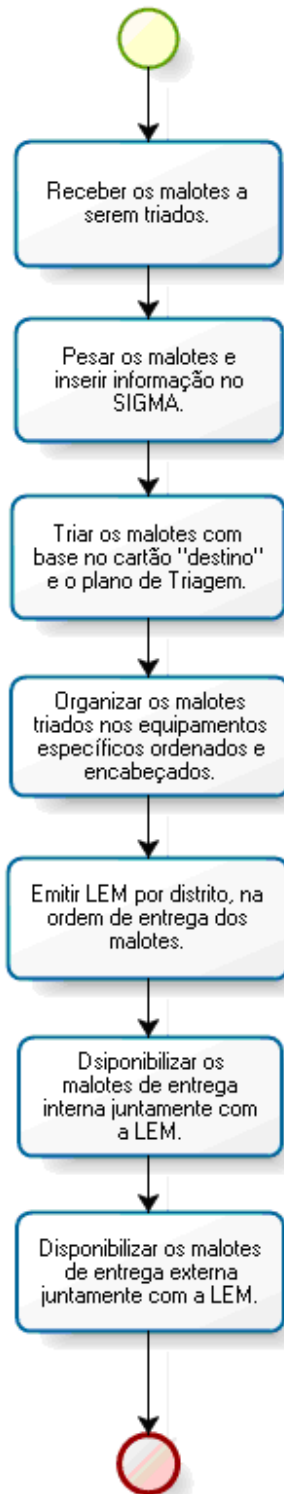 Receber os malotes a
serem triados.
Pesar os malotes e
inserir informação no
SIGMA.
Triar os malotes com
base no cartão "destino"
e o plano de Triagem.
Organizar os malotes
triados nos equipamentos
específicos ordenados e
encabeçados.
Emitir LEM por distrito, na
ordem de entrega dos
malotes.
Dsiponibilizar os
malotes de entrega
interna juntamente com
a LEM.
Disponibilizar os malotes
de entrega externa
juntamente com a LEM.